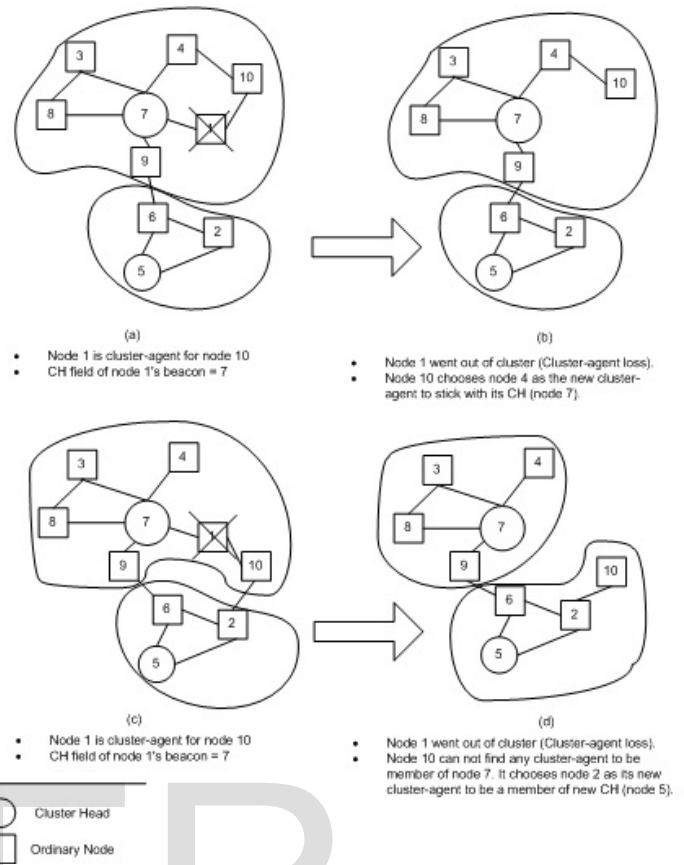 3
4
10
8
7
1
9
6
2
5
(a)
Node 1 is cluster-agent for node 10
CH field of node 1's beacon = 7
3
4
10
8
7
9
6
2
5
(b)
Node 1 went out of cluster (Cluster-agent loss).
Node 10 chooses node 4 as the new cluster-
agent to stick with its CH (node 7).
3
4
8
7
1
9
10
6
2
5
(c)
Node 1 is cluster-agent for node 10
CH field of node 1's beacon = 7
3
4
8
7
9
10
6
2
5
(d)
Node 1 went out of cluster (Cluster-agent loss).
Node 10 can not find any cluster-agent to be
member of node 7. It chooses node 2 as its new
cluster-agent to be a member of new CH (node 5).
Cluster Head
Ordinary Node